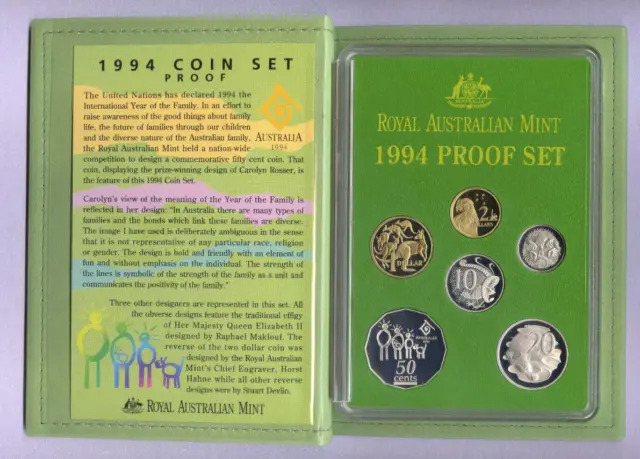 1994 COIN SET
PROOF
The United Nations has declared 1994 the
International Year of the Family. In an effort to
raise awareness of the good things about family
life, the future of families through our children
and the diverse nature of the Australian family,
the Royal Australian Mint held a nation-wide
competition to design a commemorative fifty cent coin. That
coin, displaying the prize-winning design of Carolyn Rosser, is
the feature of this 1994 Coin Set.
AUSTRALIA
1994
Carolyn's view of the meaning of the Year of the Family is
reflected in her design: "In Australia there are many types of
families and the bonds which link these families are diverse.
The image I have used is deliberately ambiguous in the sense
that it is not representative of any particular race, religion
or gender. The design is bold and friendly with an element of
fun and without emphasis on the individual. The strength of
the lines is symbolic of the strength of the family as a unit and
communicates the positivity of the family."
Three other designers are represented in this set. All
the obverse designs feature the traditional effigy
of Her Majesty Queen Elizabeth II
designed by Raphael Maklouf. The
reverse of the two dollar coin was
designed by the Royal Australian
Mint's Chief Engraver, Horst
Hahne while all other reverse
designs were by Stuart Devlin.
ROYAL AUSTRALIAN MINT
ROYAL AUSTRALIAN MINT
1994 PROOF SET
2
DOLLARS
1
DOLLAR
5
10
AUSTRALIA
50
cents
20